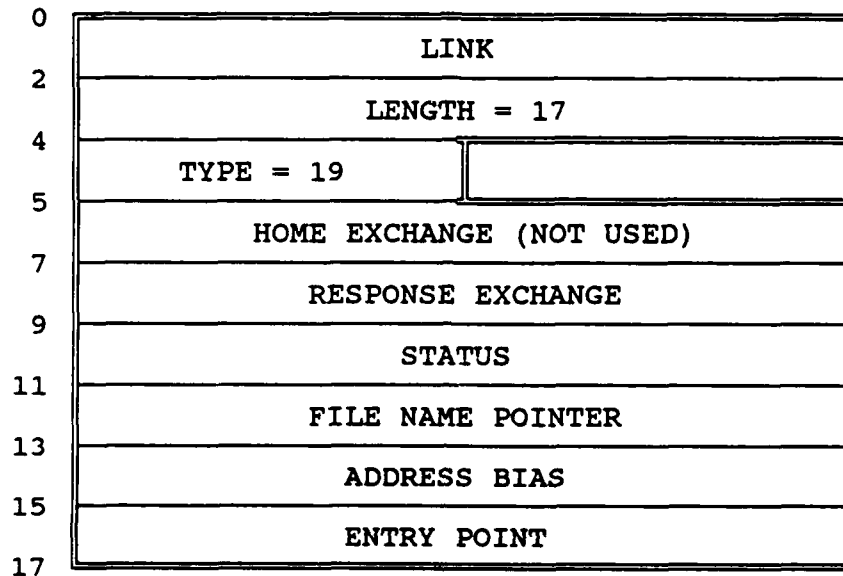 0
LINK
2
LENGTH = 17
4
TYPE = 19
5
HOME EXCHANGE (NOT USED)
7
RESPONSE EXCHANGE
9
STATUS
11
FILE NAME POINTER
13
ADDRESS BIAS
15
ENTRY POINT
17